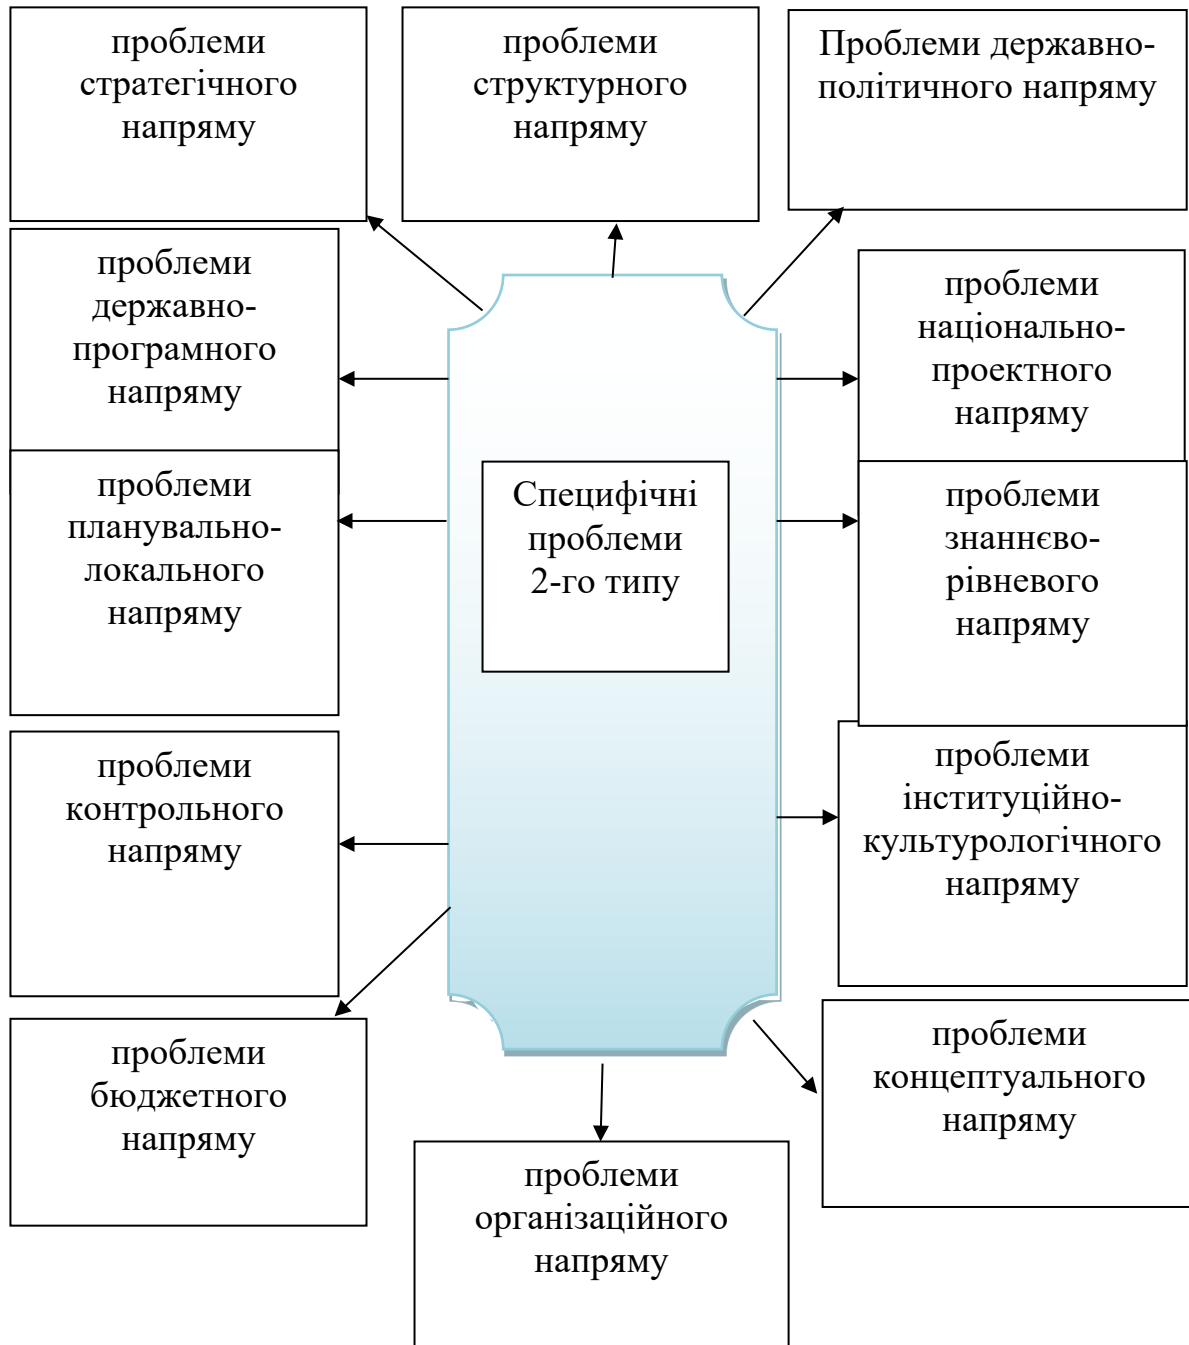 проблеми
стратегічного
напряму
проблеми
структурного
напряму
Проблеми державно-
політичного напряму
проблеми
державно-
програмного
напряму
проблеми
національно-
проектного
напряму
проблеми
планувально-
локального
напряму
Специфічні
проблеми
2-го типу
проблеми
знаннєво-
рівневого
напряму
проблеми
контрольного
напряму
проблеми
інституційно-
культурологічного
напряму
проблеми
бюджетного
напряму
проблеми
концептуального
напряму
проблеми
організаційного
напряму